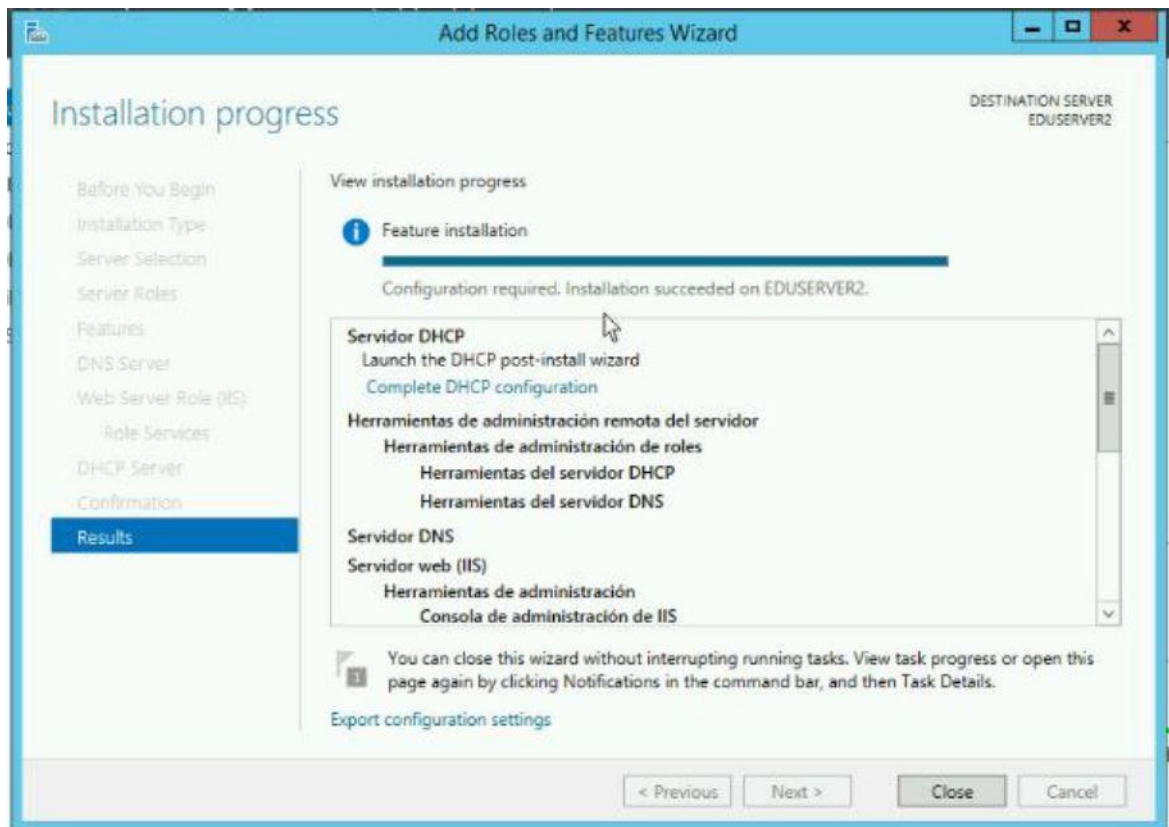 Add Roles and Features Wizard
Installation progress
DESTINATION SERVER
EDUSERVER2
Before You Begin
Installation Type
Server Selection
Server Roles
Features
DNS Server
Web Server Role (IIS)
Role Services
DHCP Server
Confirmation
Results
View installation progress
Feature installation
Configuration required. Installation succeeded on EDUSERVER2.
Servidor DHCP
Launch the DHCP post-install wizard
Complete DHCP configuration
Herramientas de administración remota del servidor
Herramientas de administración de roles
Herramientas del servidor DHCP
Herramientas del servidor DNS
Servidor DNS
Servidor web (IIS)
Herramientas de administración
Consola de administración de IIS
1
You can close this wizard without interrupting running tasks. View task progress or open this
page again by clicking Notifications in the command bar, and then Task Details.
Export configuration settings
< Previous
Next >
Close
Cancel